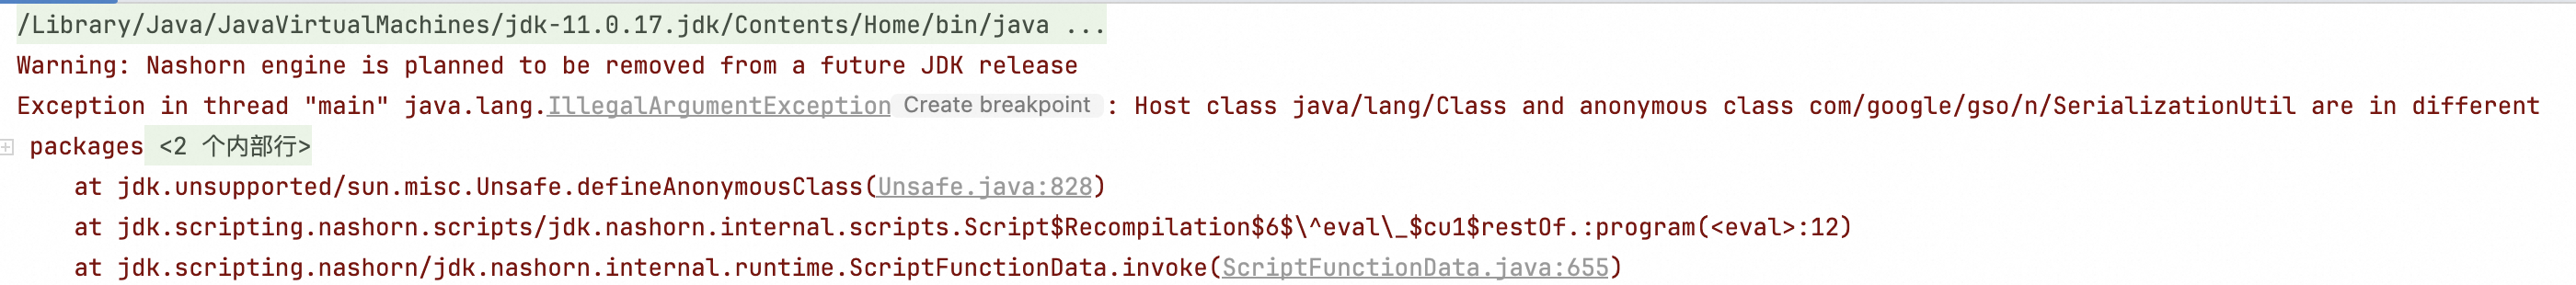 /Library/Java/JavaVirtualMachines/jdk-11.0.17.jdk/Contents/Home/bin/java ...
Warning: Nashorn engine is planned to be removed from a future JDK release
Exception in thread "main" java.lang.IllegalArgumentException Create breakpoint : Host class java/lang/Class and anonymous class com/google/gso/n/SerializationUtil are in different
packages <2 个内部行>
at jdk.unsupported/sun.misc.Unsafe.defineAnonymousClass(Unsafe.java:828)
at jdk.scripting.nashorn.scripts/jdk.nashorn.internal.scripts.Script$Recompilation$6$\^eval\_$cu1$restOf.:program(<eval>:12)
at jdk.scripting.nashorn/jdk.nashorn.internal.runtime.ScriptFunctionData.invoke(ScriptFunctionData.java:655)